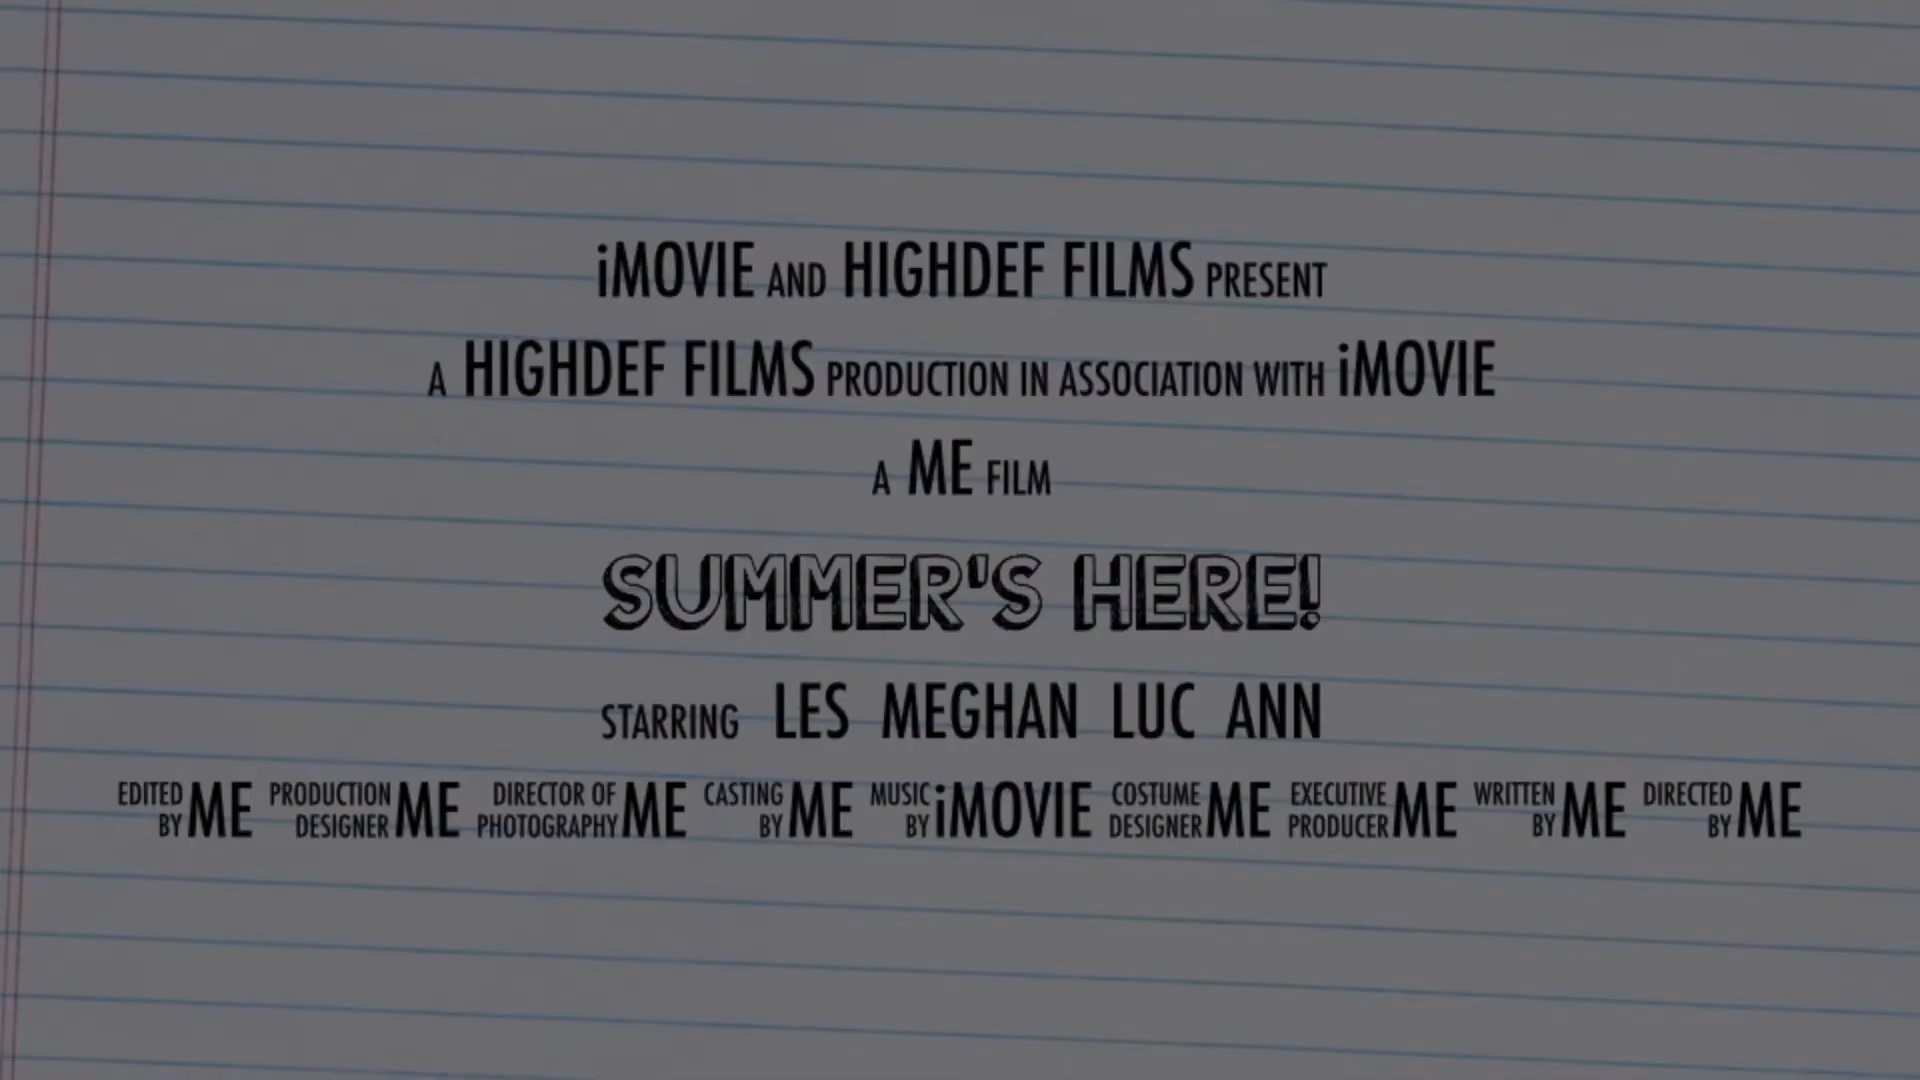 iMOVIE AND HIGHDEF FILMS PRESENT
A HIGHDEF FILMS PRODUCTION IN ASSOCIATION WITH iMOVIE
A ME FILM
SUMMER'S HERE!
STARRING LES MEGHAN LUC ANN
EDITED BY ME PRODUCTION DESIGNER ME DIRECTOR OF PHOTOGRAPHY ME CASTING BY ME MUSIC BY iMOVIE COSTUME DESIGNER ME EXECUTIVE PRODUCER ME WRITTEN BY ME DIRECTED BY ME